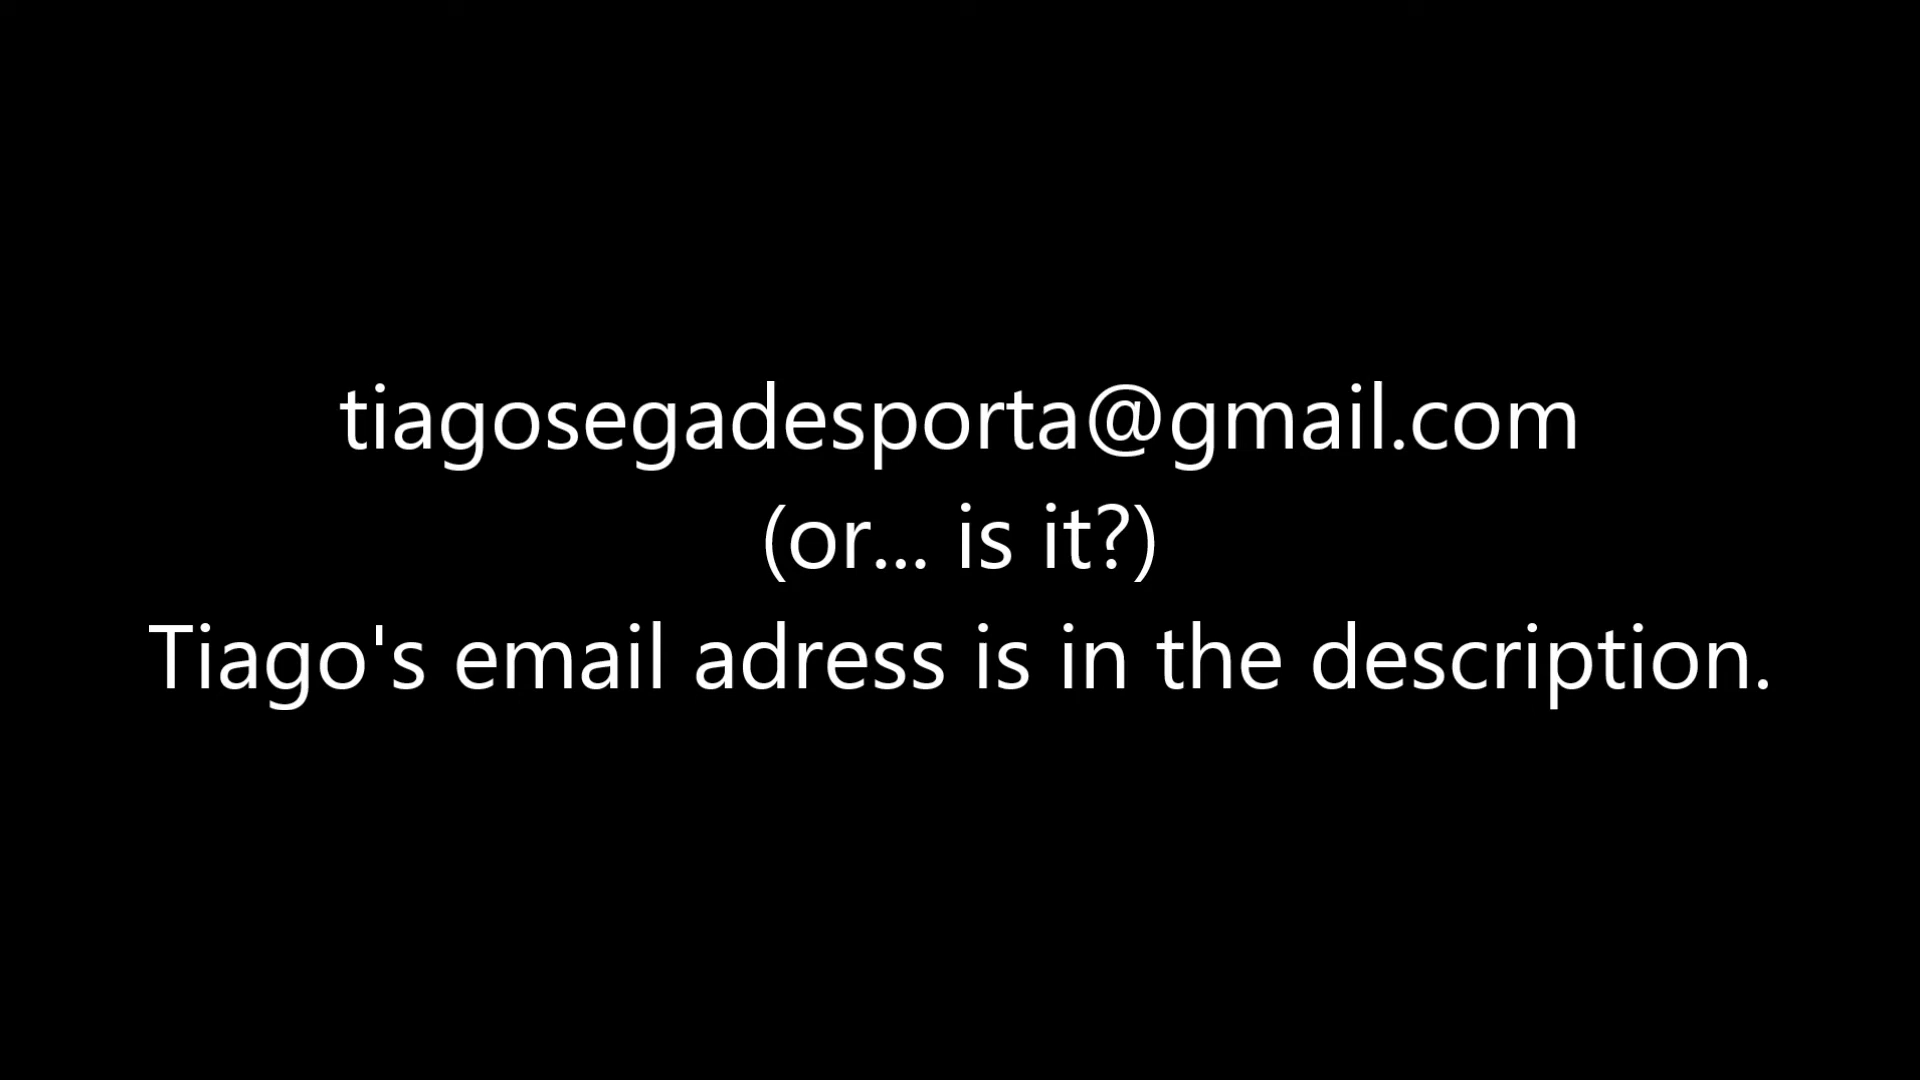 tiagosegadesporta@gmail.com
(or... is it?)
Tiago's email adress is in the description.